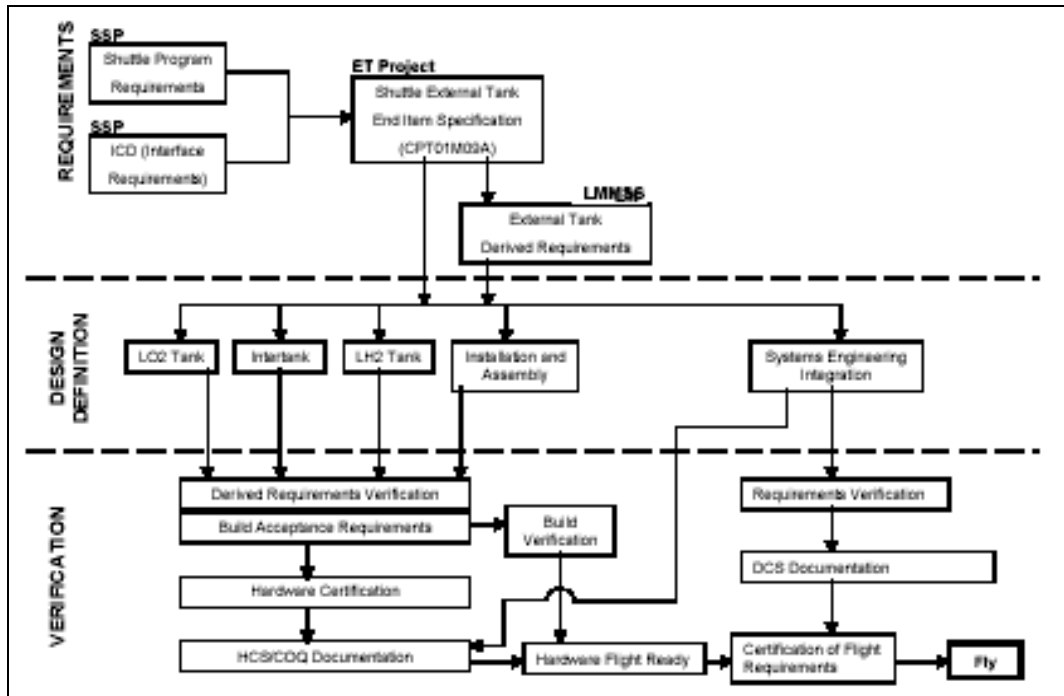 REQUIREMENTS
SSP
Shuttle Program
Requirements
SSP
ICD (Interface
Requirements)
ET Project
Shuttle External Tank
End Item Specification
(CPT01M09A)
External Tank
Derived Requirements
DESIGN
DEFINITION
LO2 Tank
Intertank
LH2 Tank
Installation and
Assembly
Systems Engineering
Integration
VERIFICATION
Derived Requirements Verification
Build Acceptance Requirements
Build
Verification
Requirements Verification
Hardware Certification
DCS Documentation
HCS/COQ Documentation
Hardware Flight Ready
Certification of Flight
Requirements
Fly